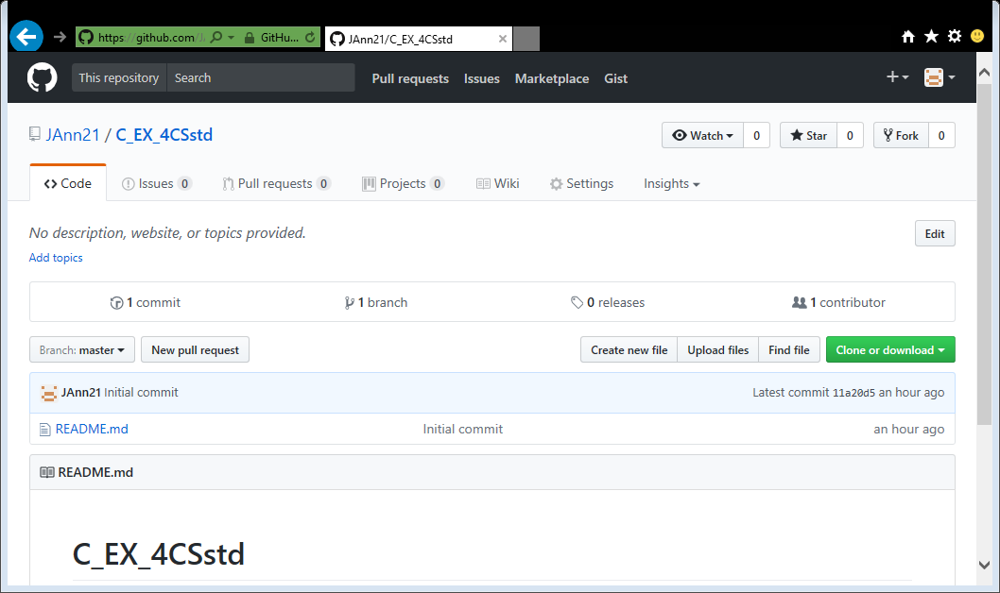 https://github.com/J GitHu... JAnn21/C_EX_4CSstd
This repository Search Pull requests Issues Marketplace Gist
JAnn21 / C_EX_4CSstd Watch 0 Star 0 Fork 0
Code Issues 0 Pull requests 0 Projects 0 Wiki Settings Insights
No description, website, or topics provided. Edit
Add topics
1 commit 1 branch 0 releases 1 contributor
Branch: master New pull request Create new file Upload files Find file Clone or download
JAnn21 Initial commit Latest commit 11a20d5 an hour ago
README.md Initial commit an hour ago
README.md
C_EX_4CSstd